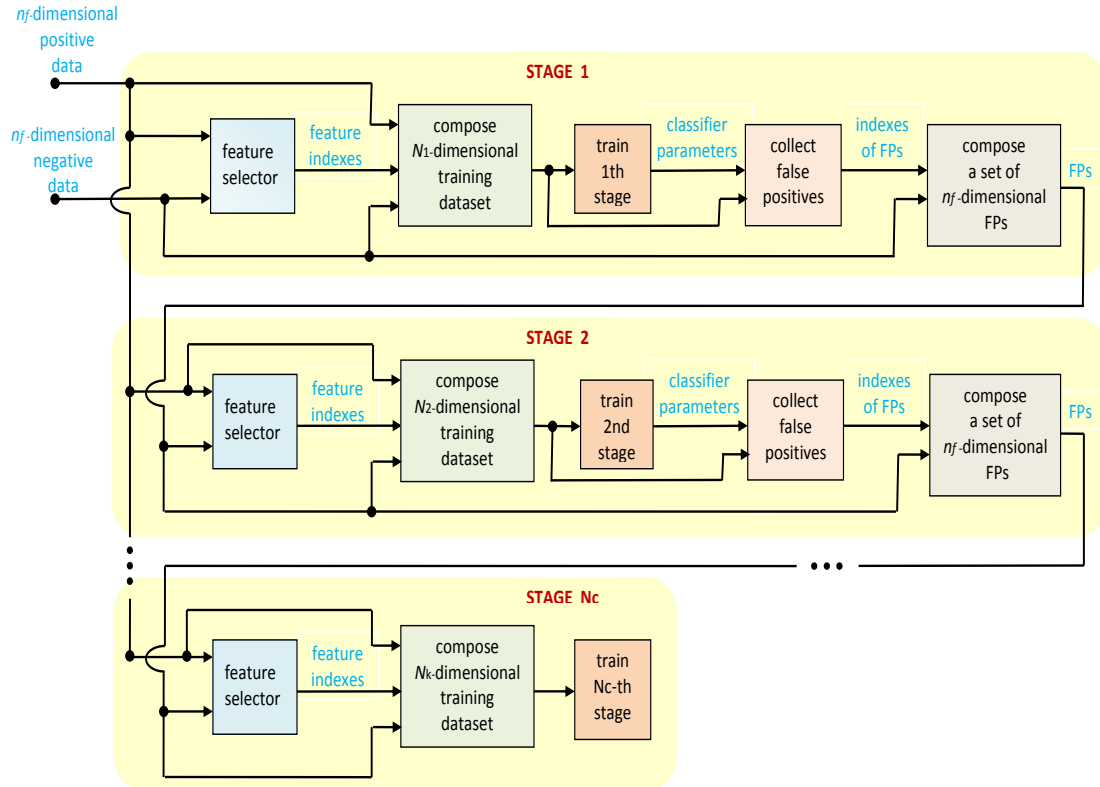 nf-dimensional
positive
data
nf-dimensional
negative
data
STAGE 1
feature
selector
feature
indexes
compose
N1-dimensional
training
dataset
train
1th
stage
classifier
parameters
collect
false
positives
indexes
of FPs
compose
a set of
nf-dimensional
FPs
FPs
STAGE 2
feature
selector
feature
indexes
compose
N2-dimensional
training
dataset
train
2nd
stage
classifier
parameters
collect
false
positives
indexes
of FPs
compose
a set of
nf-dimensional
FPs
FPs
STAGE Nc
feature
selector
feature
indexes
compose
Nk-dimensional
training
dataset
train
Nc-th
stage